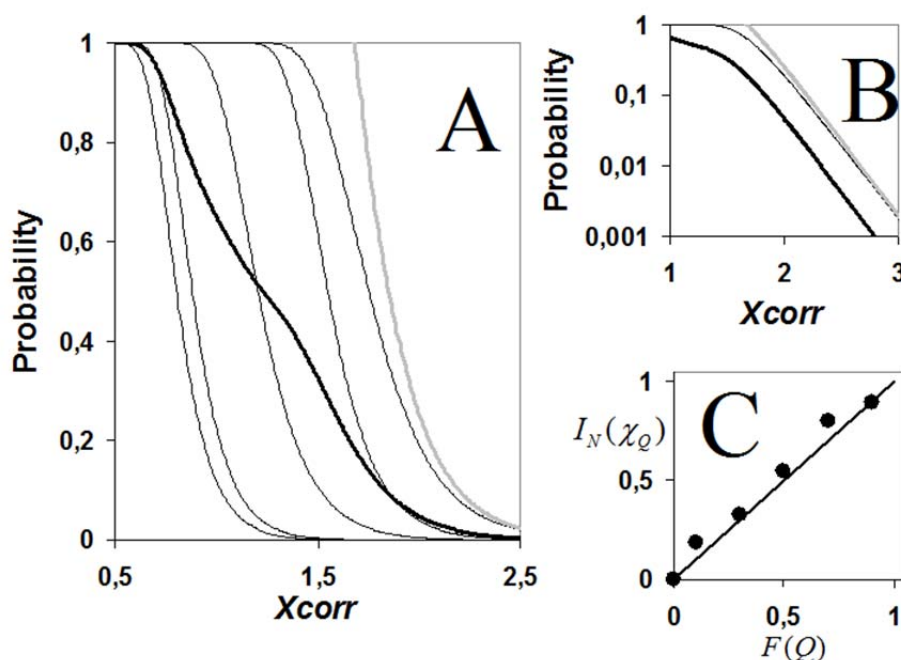 A
Probability
1
0,8
0,6
0,4
0,2
0
0,5
1,5
2,5
Xcorr
B
Probability
1
0,1
0,01
0,001
1
2
3
Xcorr
C
I_N(χ_Q)
1
0,5
0
0
0,5
1
F(Q)